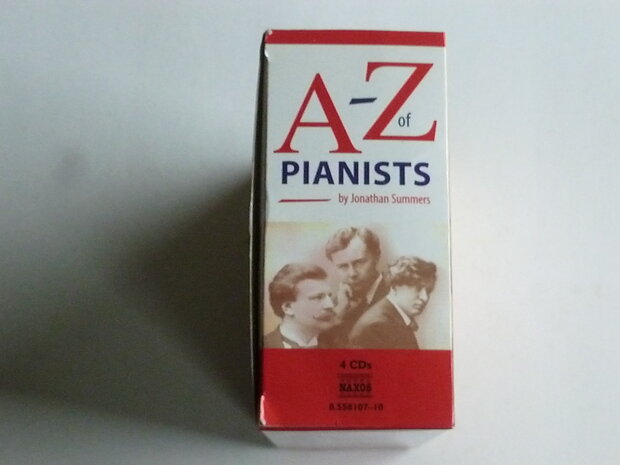 A-Z of
PIANISTS
by Jonathan Summers
4 CDs
NAXOS
8.558107-10